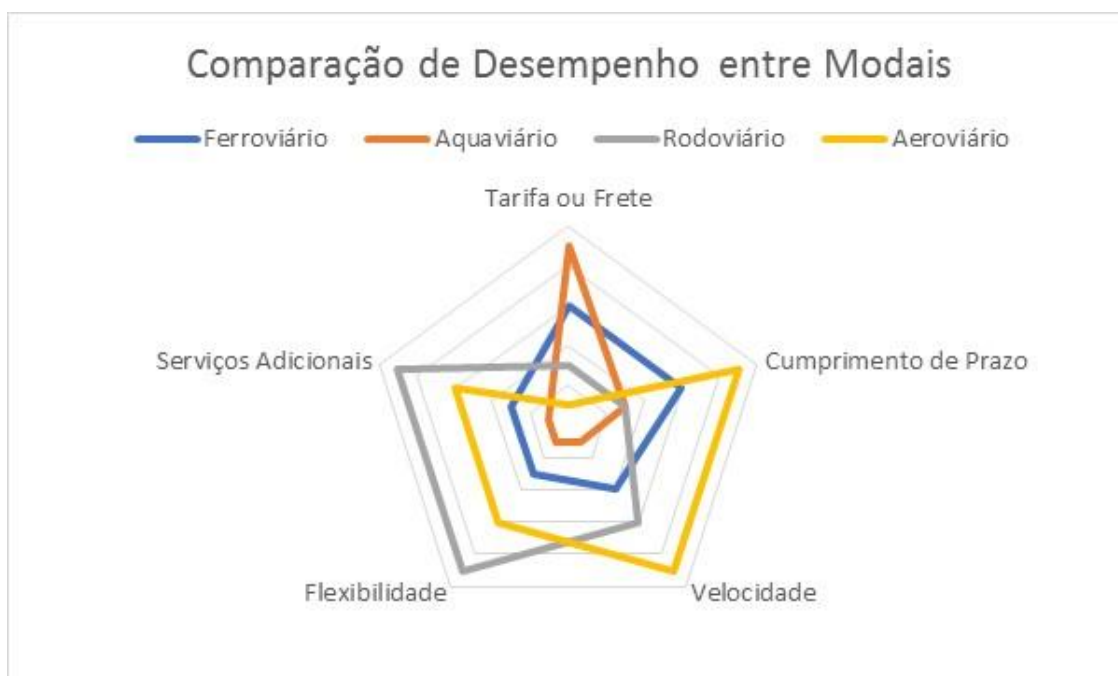 Comparação de Desempenho entre Modais
Ferroviário Aquaviário Rodoviário Aeroviário
Tarifa ou Frete
Serviços Adicionais Cumprimento de Prazo
Flexibilidade Velocidade